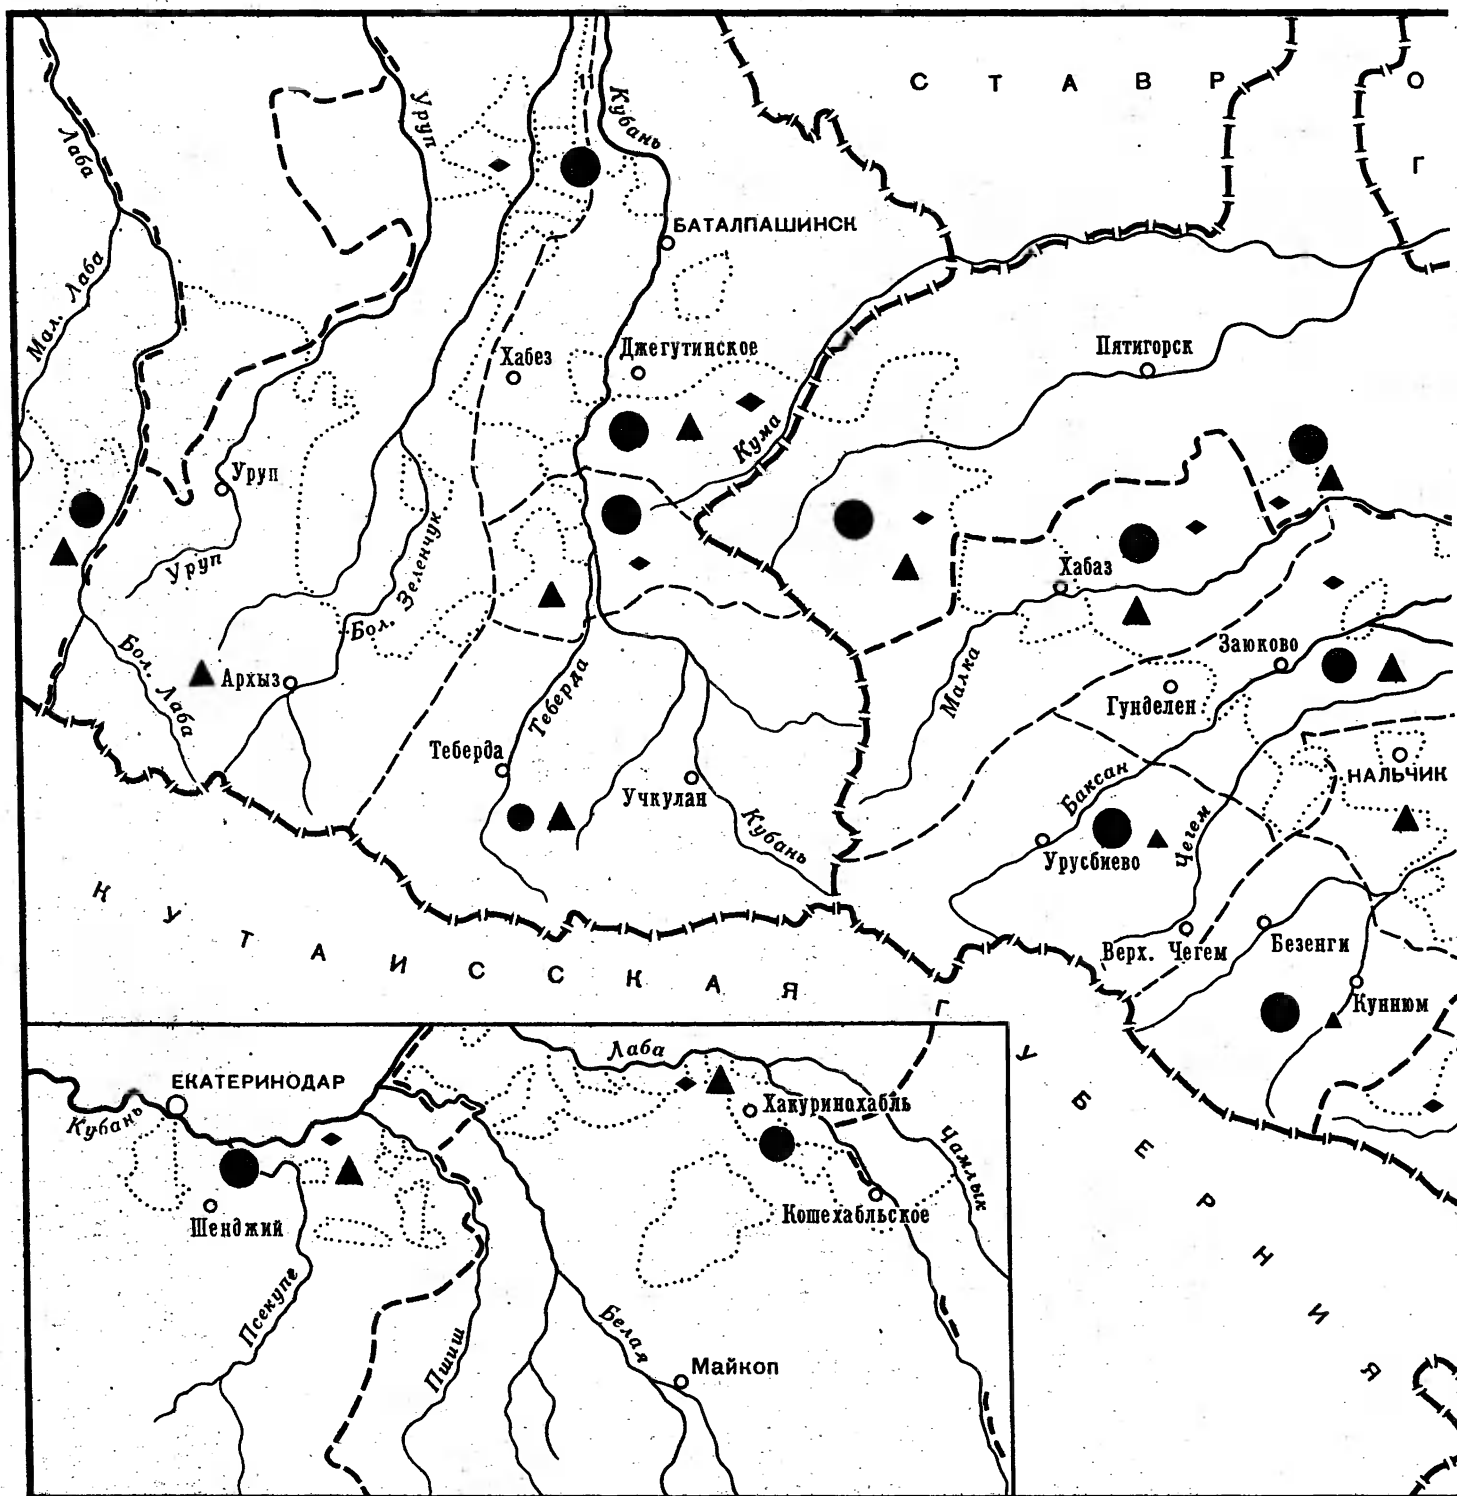 С Т А В Р О
Г
Лаба
Уруп
Кубань
БАТАЛПАШИНСК
Мал. Лаба
Хабез
Джегутинское
Пятигорск
Кума
Уруп
Уруп
Бол. Зеленчук
Хабаз
Заюково
Бол. Лаба
Архыз
Теберда
Малка
Гунделен
Теберда
Учкулан
Баксан
НАЛЬЧИК
Кубань
Урусбиево
Чегем
Верх. Чегем
Безенги
Куннюм
К У Т А И С С К А Я
Г У Б Е Р Н И Я
ЕКАТЕРИНОДАР
Кубань
Лаба
Хакуринохабль
Чамлык
Шенджий
Кошехабльское
Псекупс
Пшиш
Белая
Майкоп